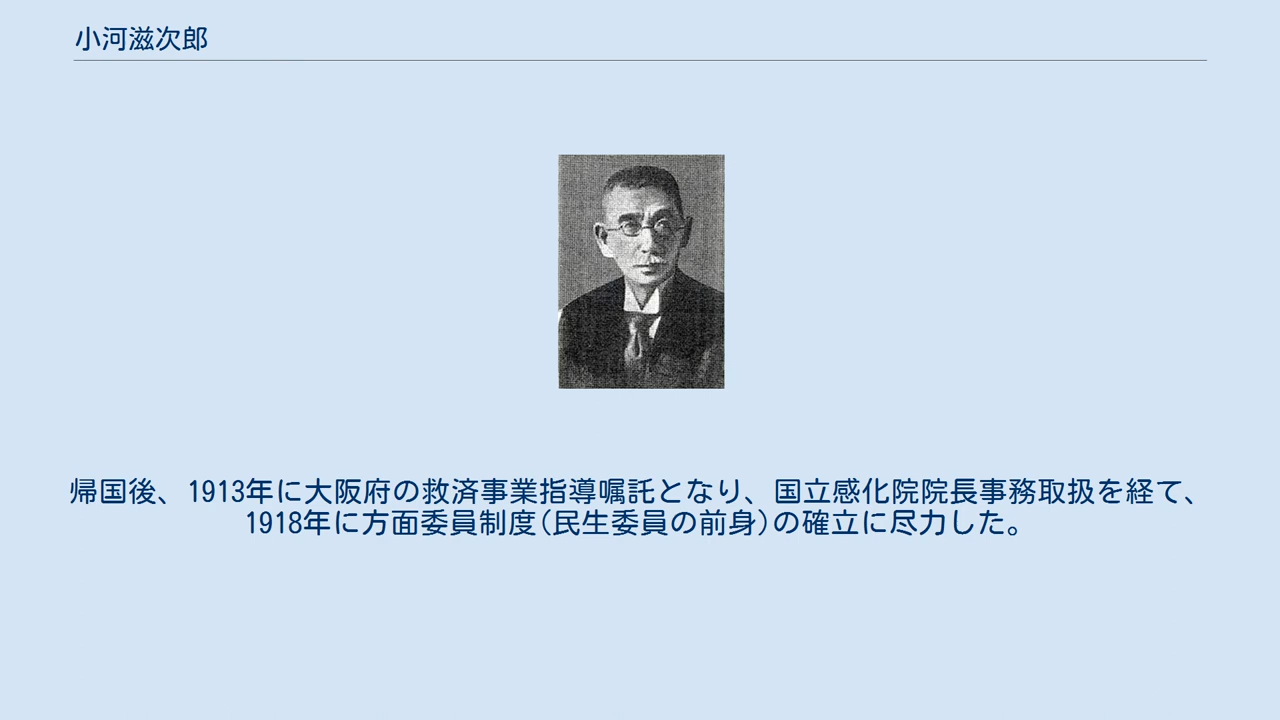 小河滋次郎
帰国後、1913年に大阪府の救済事業指導嘱託となり、国立感化院院長事務取扱を経て、
1918年に方面委員制度(民生委員の前身)の確立に尽力した。